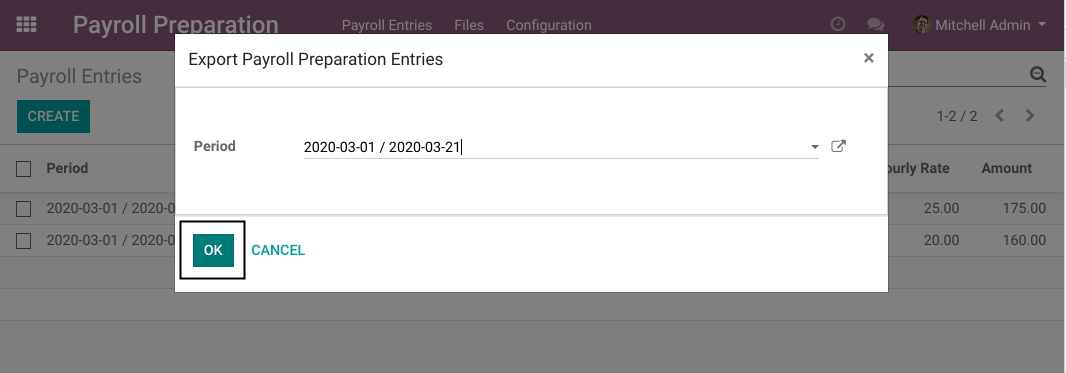 Payroll Preparation Payroll Entries Files Configuration Mitchell Admin
Export Payroll Preparation Entries ×
Payroll Entries
CREATE 1-2 / 2
Period 2020-03-01 / 2020-03-21
Period ourly Rate Amount
2020-03-01 / 2020-0 25.00 175.00
2020-03-01 / 2020-0 20.00 160.00
OK CANCEL